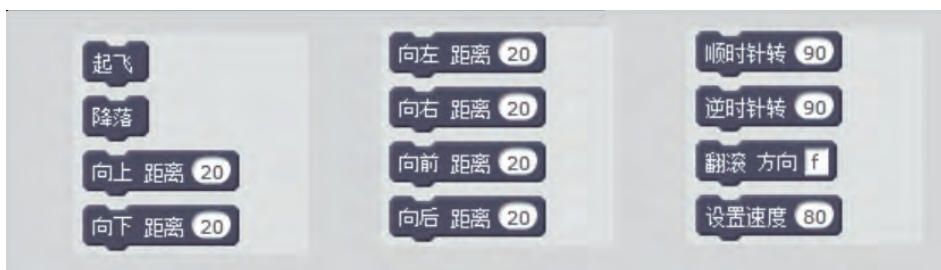 起飞
降落
向上 距离 20
向下 距离 20
向左 距离 20
向右 距离 20
向前 距离 20
向后 距离 20
顺时针转 90
逆时针转 90
翻滚 方向 f
设置速度 80